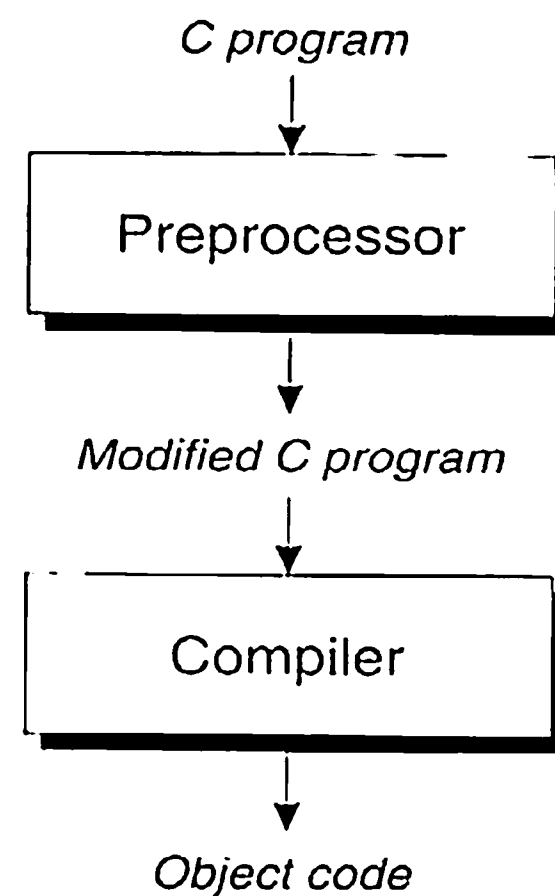 C program
Preprocessor
Modified C program
Compiler
Object code